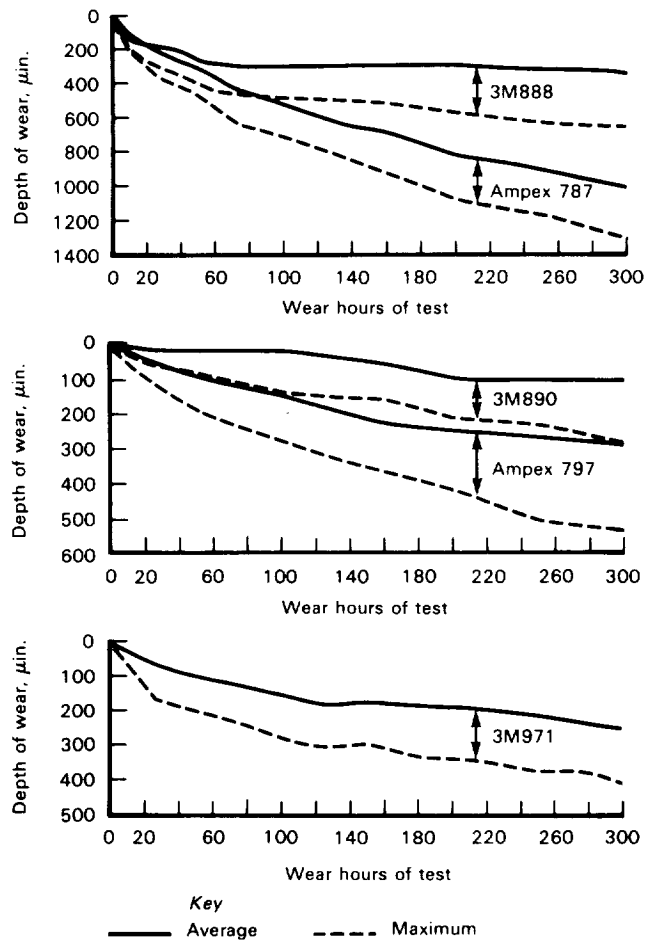 0
200
400
600
800
1000
1200
1400
Depth of wear, μin.
3M888
Ampex 787
0 20 60 100 140 180 220 260 300
Wear hours of test
0
100
200
300
400
500
600
Depth of wear, μin.
3M890
Ampex 797
0 20 60 100 140 180 220 260 300
Wear hours of test
0
100
200
300
400
500
Depth of wear, μin.
3M971
0 20 60 100 140 180 220 260 300
Wear hours of test
Key
Average Maximum